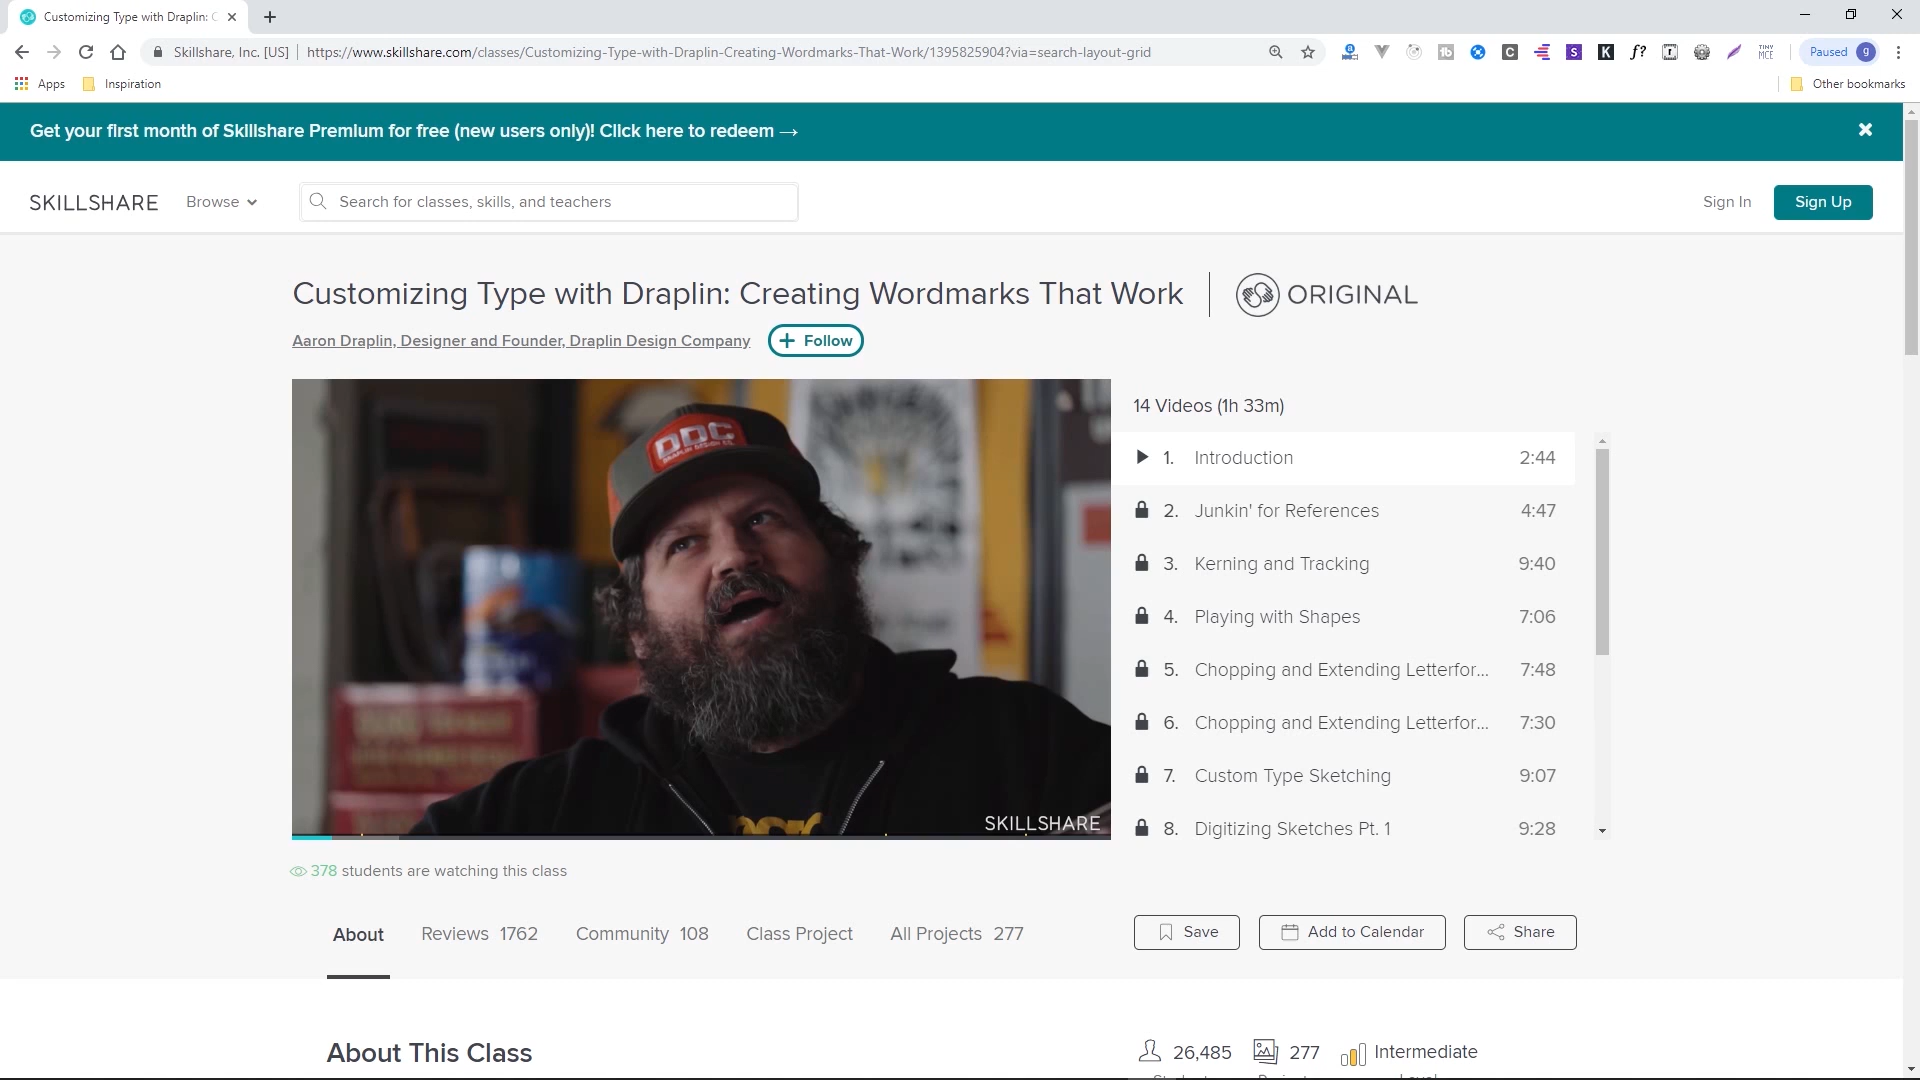 Customizing Type with Draplin: C
Skillshare, Inc. [US]
https://www.skillshare.com/classes/Customizing-Type-with-Draplin-Creating-Wordmarks-That-Work/1395825904?via=search-layout-grid
Paused g
Apps Inspiration Other bookmarks
Get your first month of Skillshare Premium for free (new users only)! Click here to redeem →
SKILLSHARE Browse Search for classes, skills, and teachers Sign In Sign Up
Customizing Type with Draplin: Creating Wordmarks That Work ORIGINAL
Aaron Draplin, Designer and Founder, Draplin Design Company + Follow
DDC
DRAPLIN DESIGN CO.
SKILLSHARE
14 Videos (1h 33m)
1. Introduction 2:44
2. Junkin' for References 4:47
3. Kerning and Tracking 9:40
4. Playing with Shapes 7:06
5. Chopping and Extending Letterfor... 7:48
6. Chopping and Extending Letterfor... 7:30
7. Custom Type Sketching 9:07
8. Digitizing Sketches Pt. 1 9:28
378 students are watching this class
About Reviews 1762 Community 108 Class Project All Projects 277
Save Add to Calendar Share
About This Class
26,485 277 Intermediate